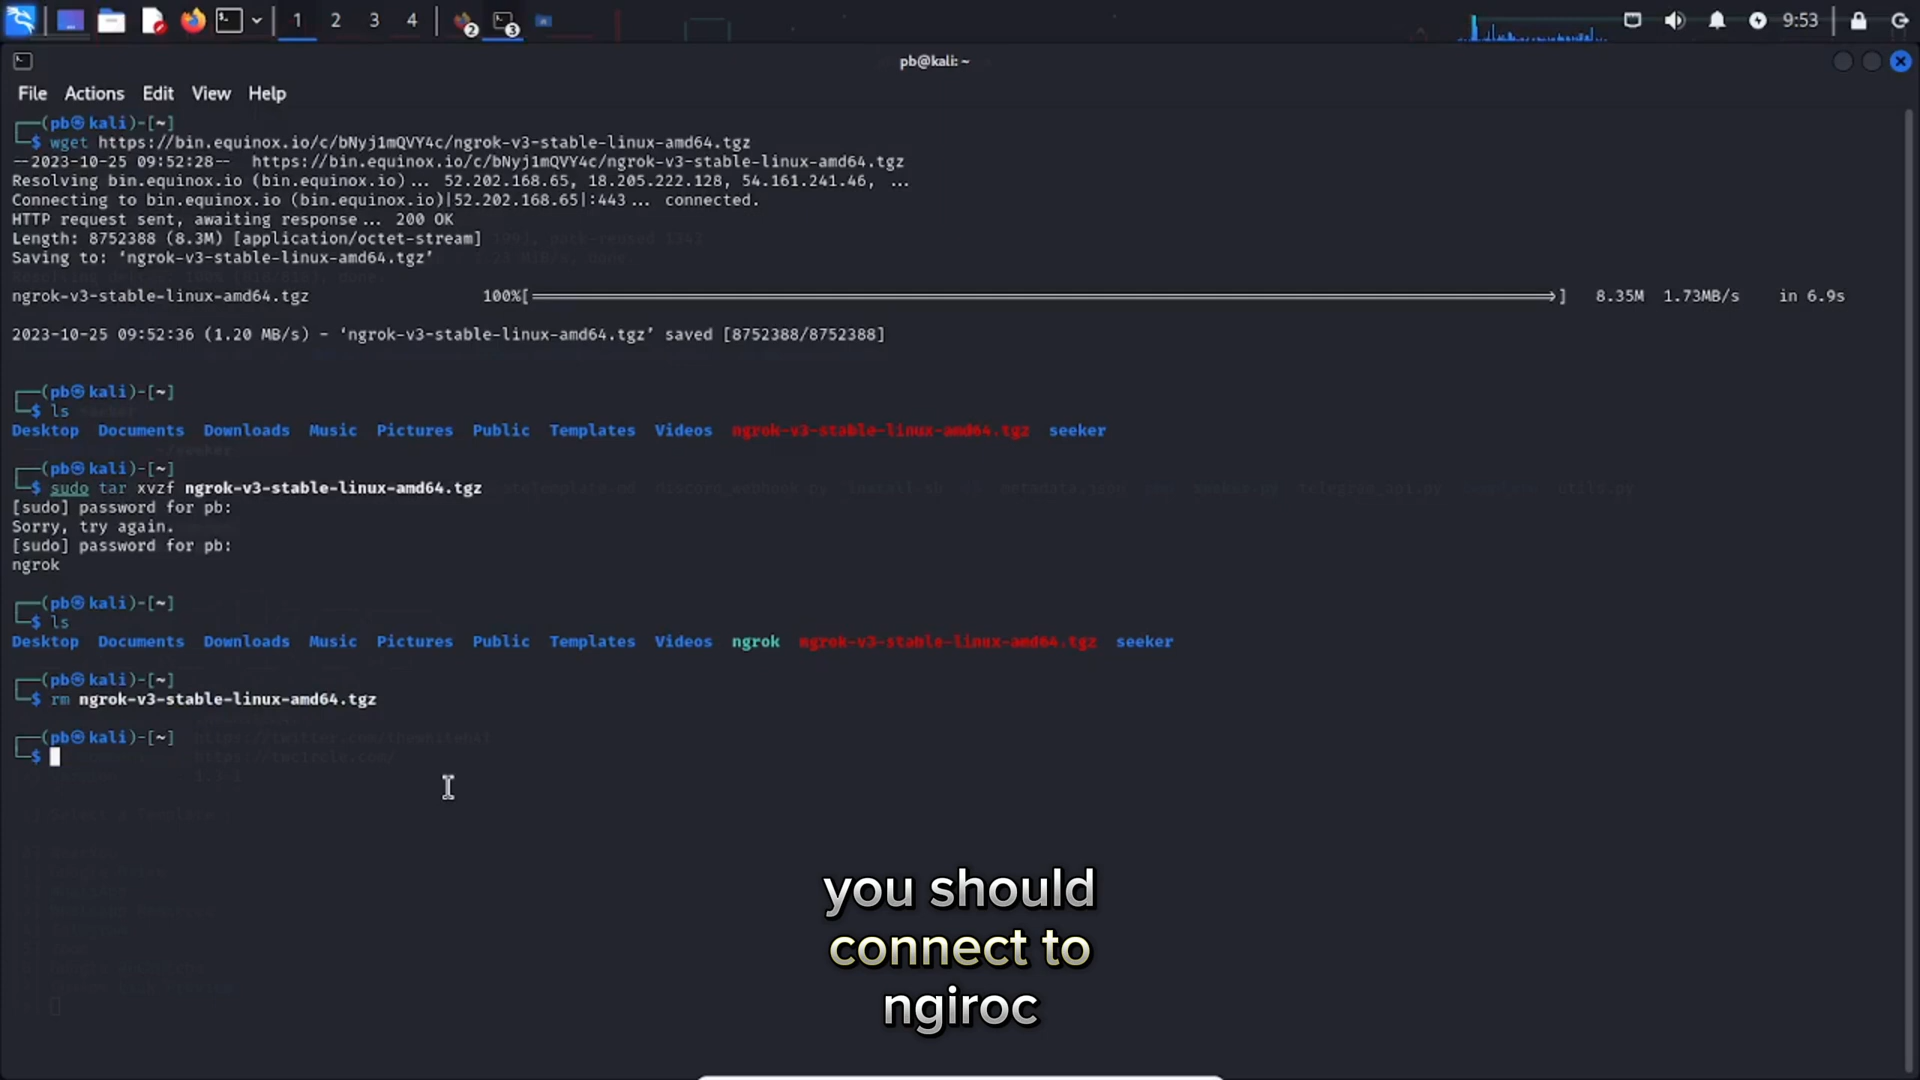 1 2 3 4 2 3 9:53
pb@kali: ~
File Actions Edit View Help
┌──(pb㉿kali)-[~]
└─$ wget https://bin.equinox.io/c/bNyj1mQVY4c/ngrok-v3-stable-linux-amd64.tgz
--2023-10-25 09:52:28-- https://bin.equinox.io/c/bNyj1mQVY4c/ngrok-v3-stable-linux-amd64.tgz
Resolving bin.equinox.io (bin.equinox.io)... 52.202.168.65, 18.205.222.128, 54.161.241.46, ...
Connecting to bin.equinox.io (bin.equinox.io)|52.202.168.65|:443... connected.
HTTP request sent, awaiting response... 200 OK
Length: 8752388 (8.3M) [application/octet-stream]
Saving to: ‘ngrok-v3-stable-linux-amd64.tgz’
ngrok-v3-stable-linux-amd64.tgz 100%[===================>] 8.35M 1.73MB/s in 6.9s
2023-10-25 09:52:36 (1.20 MB/s) - ‘ngrok-v3-stable-linux-amd64.tgz’ saved [8752388/8752388]
┌──(pb㉿kali)-[~]
└─$ ls
Desktop Documents Downloads Music Pictures Public Templates Videos ngrok-v3-stable-linux-amd64.tgz seeker
┌──(pb㉿kali)-[~]
└─$ sudo tar xvzf ngrok-v3-stable-linux-amd64.tgz
[sudo] password for pb:
Sorry, try again.
[sudo] password for pb:
ngrok
┌──(pb㉿kali)-[~]
└─$ ls
Desktop Documents Downloads Music Pictures Public Templates Videos ngrok ngrok-v3-stable-linux-amd64.tgz seeker
┌──(pb㉿kali)-[~]
└─$ rm ngrok-v3-stable-linux-amd64.tgz
┌──(pb㉿kali)-[~]
└─$
you should
connect to
ngiroc